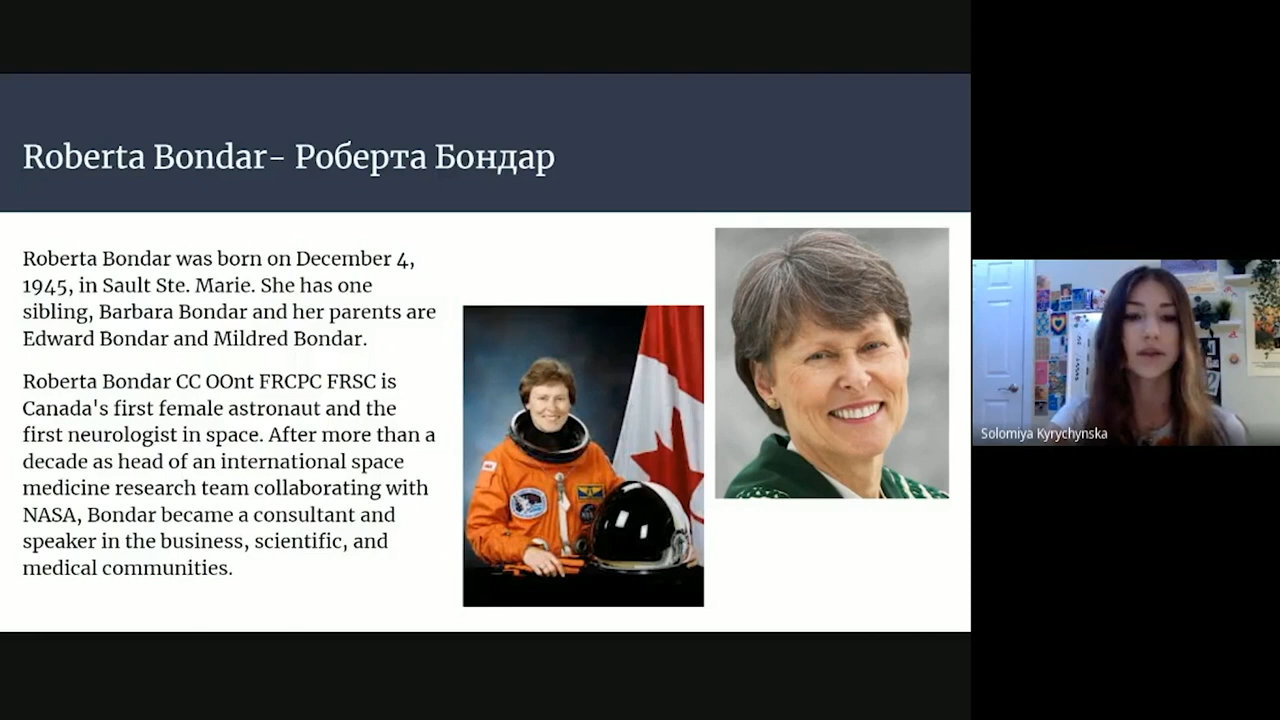 Roberta Bondar- Роберта Бондар
Roberta Bondar was born on December 4,
1945, in Sault Ste. Marie. She has one
sibling, Barbara Bondar and her parents are
Edward Bondar and Mildred Bondar.
Roberta Bondar CC OOnt FRCPC FRSC is
Canada's first female astronaut and the
first neurologist in space. After more than a
decade as head of an international space
medicine research team collaborating with
NASA, Bondar became a consultant and
speaker in the business, scientific, and
medical communities.
Solomiya Kyrychynska